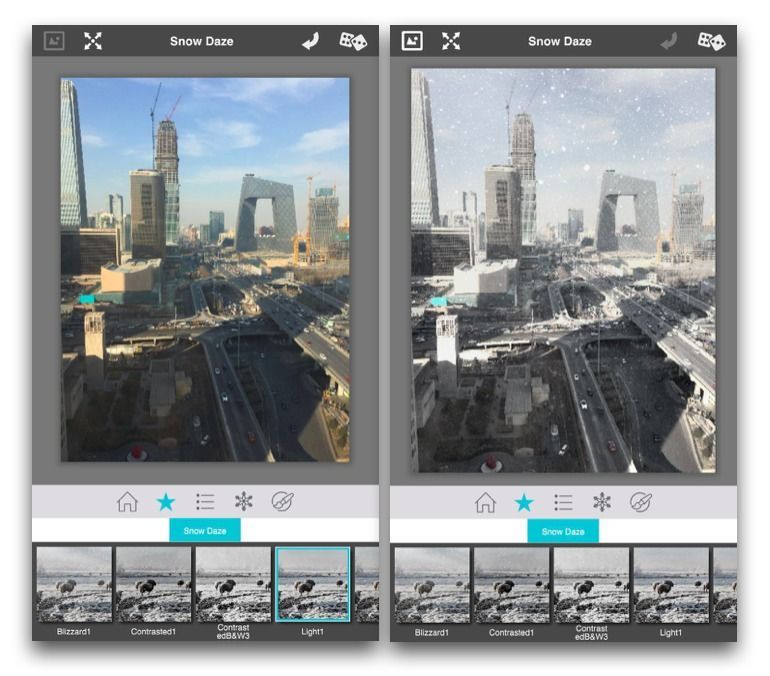 Snow Daze
Snow Daze
Blizzard1
Contrasted1
Contrast
edB&W3
Light1
Snow Daze
Snow Daze
Blizzard1
Contrasted1
Contrast
edB&W3
Light1